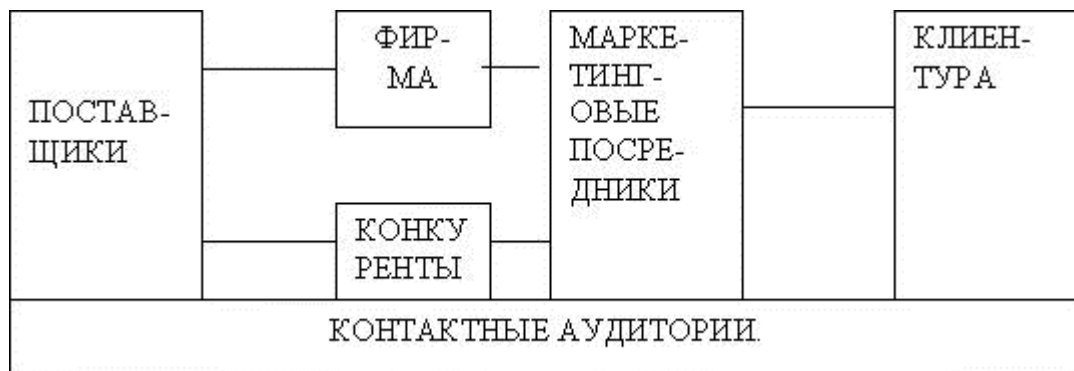 ПОСТАВ-
ЩИКИ
ФИР-
МА
КОНКУ
РЕНТЫ
МАРКЕ-
ТИНГ-
ОВЫЕ
ПОСРЕ-
ДНИКИ
КЛИЕН-
ТУРА
КОНТАКТНЫЕ АУДИТОРИИ.